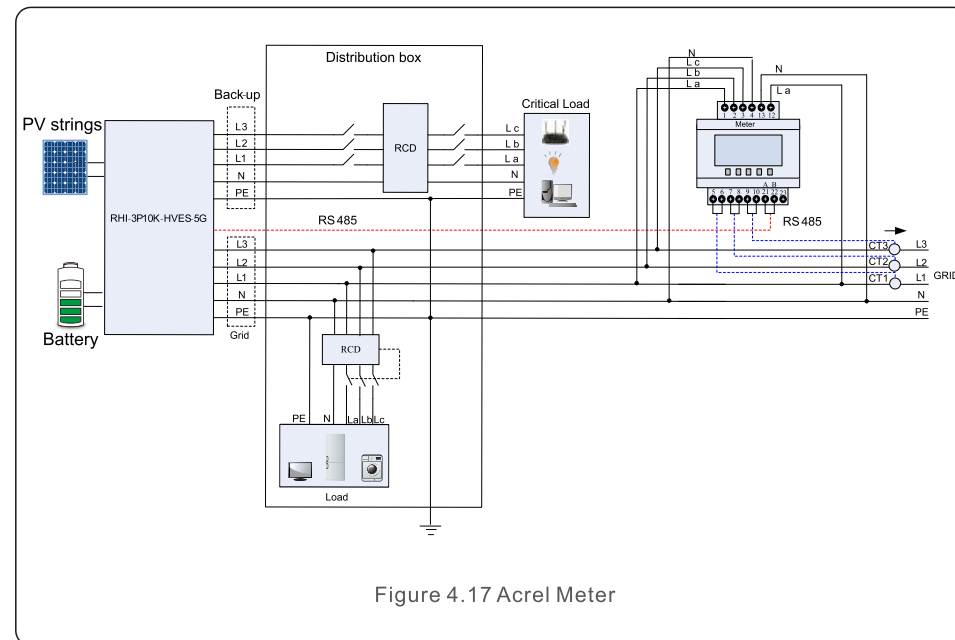 Distribution box
N
L c
L b
L a
N
L a
1 2 3 4 13 12
Meter
A B
5 6 7 8 9 10 21 22 23
RS 485
PV strings
Back-up
L3
L2
L1
N
PE
RCD
Critical Load
L c
L b
L a
N
PE
RHI-3P10K-HVES-5G
RS 485
L3
L2
L1
N
PE
Grid
CT3
CT2
CT1
L3
L2
L1
GRID
N
PE
Battery
RCD
PE N La Lb Lc
Load
Figure 4.17 Acrel Meter